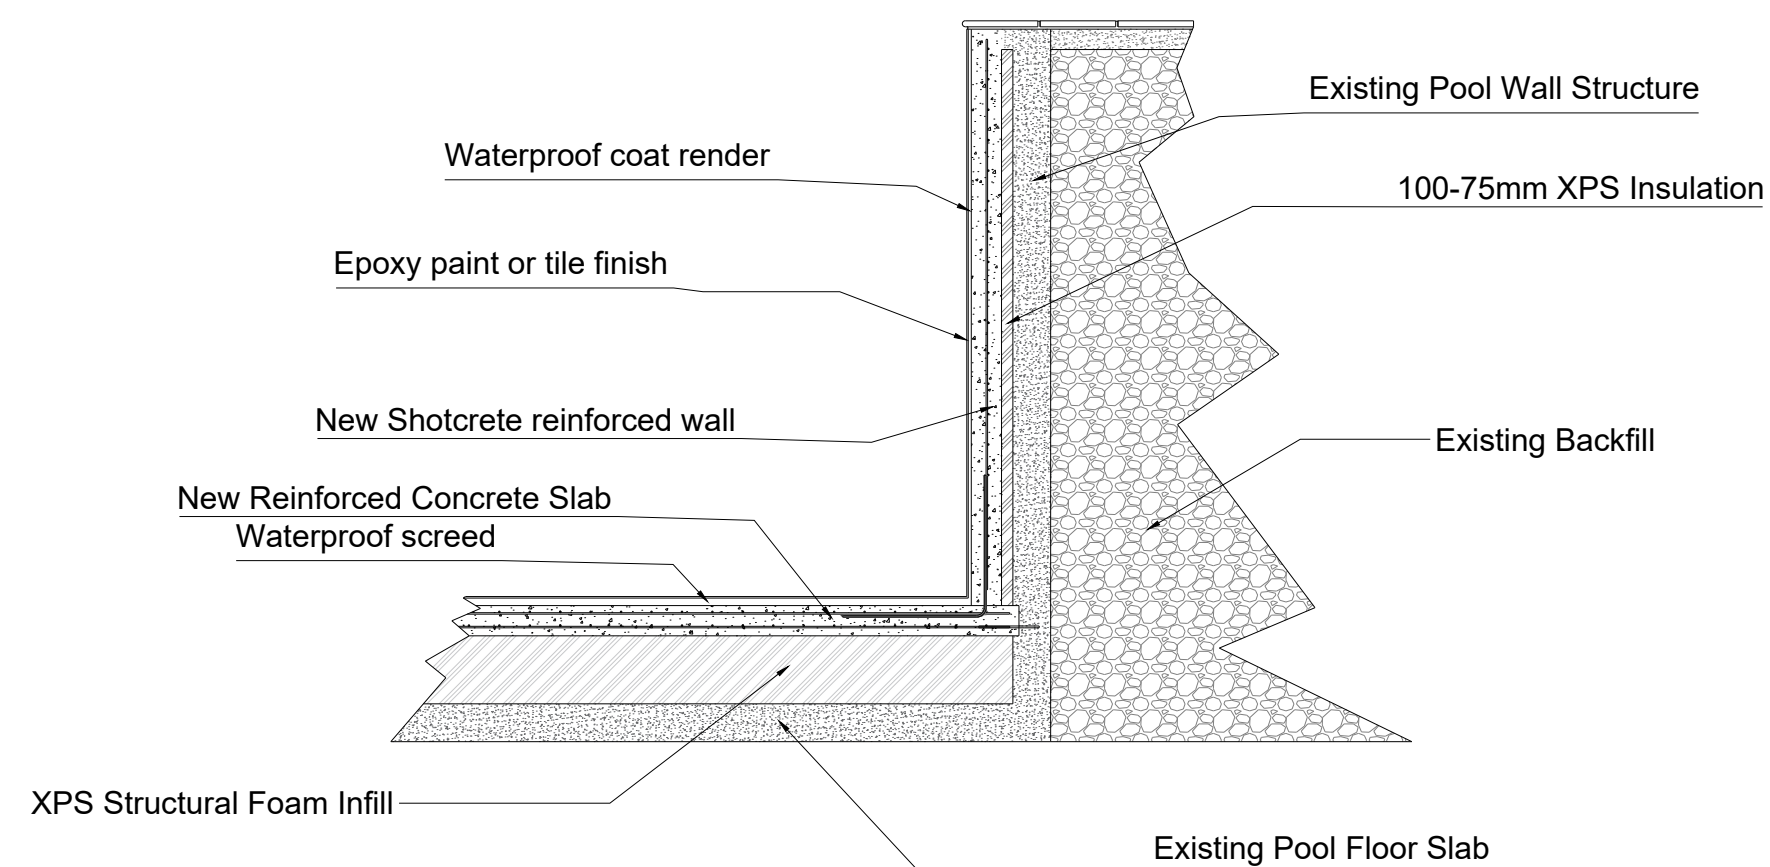 Existing Pool Wall Structure
Waterproof coat render
100-75mm XPS Insulation
Epoxy paint or tile finish
New Shotcrete reinforced wall
Existing Backfill
New Reinforced Concrete Slab
Waterproof screed
XPS Structural Foam Infill
Existing Pool Floor Slab